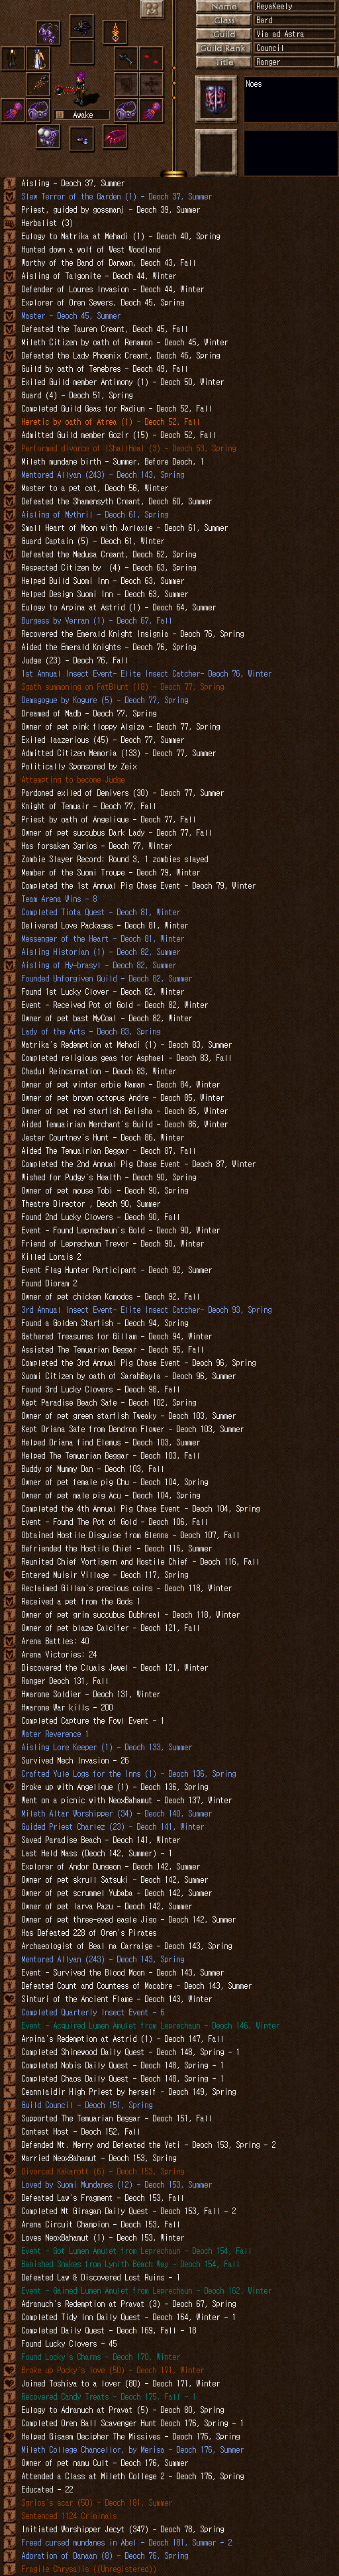 Name ReyaKeely
Class Bard
Guild Via ad Astra
Guild Rank Council
Title Ranger
Noes
Awake
Aisling - Deoch 37, Summer
Slew Terror of the Garden (1) - Deoch 37, Summer
Priest, guided by gossmanj - Deoch 39, Summer
Herbalist (3)
Eulogy to Matrika at Mehadi (1) - Deoch 40, Spring
Hunted down a wolf of West Woodland
Worthy of the Band of Danaan, Deoch 43, Fall
Aisling of Talgonite - Deoch 44, Winter
Defender of Loures Invasion - Deoch 44, Winter
Explorer of Oren Sewers, Deoch 45, Spring
Master - Deoch 45, Summer
Defeated the Tauren Creant, Deoch 45, Fall
Mileth Citizen by oath of Renamon - Deoch 45, Winter
Defeated the Lady Phoenix Creant, Deoch 46, Spring
Guild by oath of Tenebres - Deoch 49, Fall
Exiled Guild member Antimony (1) - Deoch 50, Winter
Guard (4) - Deoch 51, Spring
Completed Guild Geas for Radiun - Deoch 52, Fall
Heretic by oath of Atrea (1) - Deoch 52, Fall
Admitted Guild member Gozir (15) - Deoch 52, Fall
Performed divorce of IShallHeal (3) - Deoch 53, Spring
Mileth mundane birth - Summer, Before Deoch, 1
Mentored Allyan (243) - Deoch 143, Spring
Master to a pet cat, Deoch 56, Winter
Defeated the Shamensyth Creant, Deoch 60, Summer
Aisling of Mythril - Deoch 61, Spring
Small Heart of Moon with Jarlaxle - Deoch 61, Summer
Guard Captain (5) - Deoch 61, Winter
Defeated the Medusa Creant, Deoch 62, Spring
Respected Citizen by  (4) - Deoch 63, Spring
Helped Build Suomi Inn - Deoch 63, Summer
Helped Design Suomi Inn - Deoch 63, Summer
Eulogy to Arpina at Astrid (1) - Deoch 64, Summer
Burgess by Verran (1) - Deoch 67, Fall
Recovered the Emerald Knight Insignia - Deoch 76, Spring
Aided the Emerald Knights - Deoch 76, Spring
Judge (23) - Deoch 76, Fall
1st Annual Insect Event- Elite Insect Catcher- Deoch 76, Winter
Sgath summoning on FatBlunt (18) - Deoch 77, Spring
Demagogue by Kogure (5) - Deoch 77, Spring
Dreamed of Madb - Deoch 77, Spring
Owner of pet pink floppy Algiza - Deoch 77, Spring
Exiled laazerious (45) - Deoch 77, Summer
Admitted Citizen Memoria (133) - Deoch 77, Summer
Politically Sponsored by Zeix
Attempting to become Judge
Pardoned exiled of Demivers (30) - Deoch 77, Summer
Knight of Temuair - Deoch 77, Fall
Priest by oath of Angelique - Deoch 77, Fall
Owner of pet succubus Dark Lady - Deoch 77, Fall
Has forsaken Sgrios - Deoch 77, Winter
Zombie Slayer Record: Round 3, 1 zombies slayed
Member of the Suomi Troupe - Deoch 79, Winter
Completed the 1st Annual Pig Chase Event - Deoch 79, Winter
Team Arena Wins - 8
Completed Tiota Quest - Deoch 81, Winter
Delivered Love Packages - Deoch 81, Winter
Messenger of the Heart - Deoch 81, Winter
Aisling Historian (1) - Deoch 82, Summer
Aisling of Hy-brasyl - Deoch 82, Summer
Founded Unforgiven Guild - Deoch 82, Summer
Found 1st Lucky Clover - Deoch 82, Winter
Event - Received Pot of Gold - Deoch 82, Winter
Owner of pet bast MyCoal - Deoch 82, Winter
Lady of the Arts - Deoch 83, Spring
Matrika's Redemption at Mehadi (1) - Deoch 83, Summer
Completed religious geas for Asphael - Deoch 83, Fall
Chadul Reincarnation - Deoch 83, Winter
Owner of pet winter erbie Naman - Deoch 84, Winter
Owner of pet brown octopus Andre - Deoch 85, Winter
Owner of pet red starfish Belisha - Deoch 85, Winter
Aided Temuairian Merchant's Guild - Deoch 86, Winter
Jester Courtney's Hunt - Deoch 86, Winter
Aided The Temuairian Beggar - Deoch 87, Fall
Completed the 2nd Annual Pig Chase Event - Deoch 87, Winter
Wished for Pudgy's Health - Deoch 90, Spring
Owner of pet mouse Tobi - Deoch 90, Spring
Theatre Director , Deoch 90, Summer
Found 2nd Lucky Clovers - Deoch 90, Fall
Event - Found Leprechaun's Gold - Deoch 90, Winter
Friend of Leprechaun Trevor - Deoch 90, Winter
Killed Lorais 2
Event Flag Hunter Participant - Deoch 92, Summer
Found Dioram 2
Owner of pet chicken Komodos - Deoch 92, Fall
3rd Annual Insect Event- Elite Insect Catcher- Deoch 93, Spring
Found a Golden Starfish - Deoch 94, Spring
Gathered Treasures for Gillam - Deoch 94, Winter
Assisted The Temuarian Beggar - Deoch 95, Fall
Completed the 3rd Annual Pig Chase Event - Deoch 96, Spring
Suomi Citizen by oath of SarahBayla - Deoch 96, Summer
Found 3rd Lucky Clovers - Deoch 98, Fall
Kept Paradise Beach Safe - Deoch 102, Spring
Owner of pet green starfish Tweaky - Deoch 103, Summer
Kept Oriana Safe from Dendron Flower - Deoch 103, Summer
Helped Oriana find Elemus - Deoch 103, Summer
Helped The Temuarian Beggar - Deoch 103, Fall
Buddy of Mummy Dan - Deoch 103, Fall
Owner of pet female pig Chu - Deoch 104, Spring
Owner of pet male pig Acu - Deoch 104, Spring
Completed the 4th Annual Pig Chase Event - Deoch 104, Spring
Event - Found The Pot of Gold - Deoch 106, Fall
Obtained Hostile Disguise from Glenna - Deoch 107, Fall
Befriended the Hostile Chief - Deoch 116, Summer
Reunited Chief Vortigern and Hostile Chief - Deoch 116, Fall
Entered Muisir Village - Deoch 117, Spring
Reclaimed Gillam's precious coins - Deoch 118, Winter
Received a pet from the Gods 1
Owner of pet grim succubus Dubhreal - Deoch 118, Winter
Owner of pet blaze Calcifer - Deoch 121, Fall
Arena Battles: 40
Arena Victories: 24
Discovered the Cluais Jewel - Deoch 121, Winter
Ranger Deoch 131, Fall
Hwarone Soldier - Deoch 131, Winter
Hwarone War kills - 200
Completed Capture the Fowl Event - 1
Water Reverence 1
Aisling Lore Keeper (1) - Deoch 133, Summer
Survived Mech Invasion - 26
Crafted Yule Logs for the Inns (1) - Deoch 136, Spring
Broke up with Angelique (1) - Deoch 136, Spring
Went on a picnic with NeoxBahamut - Deoch 137, Winter
Mileth Altar Worshipper (34) - Deoch 140, Summer
Guided Priest Charlez (23) - Deoch 141, Winter
Saved Paradise Beach - Deoch 141, Winter
Last Held Mass (Deoch 142, Summer) - 1
Explorer of Andor Dungeon - Deoch 142, Summer
Owner of pet skrull Satsuki - Deoch 142, Summer
Owner of pet scrummel Yubaba - Deoch 142, Summer
Owner of pet larva Pazu - Deoch 142, Summer
Owner of pet three-eyed eagle Jigo - Deoch 142, Summer
Has Defeated 228 of Oren's Pirates
Archaeologist of Beal na Carraige - Deoch 143, Spring
Mentored Allyan (243) - Deoch 143, Spring
Event - Survived the Blood Moon - Deoch 143, Summer
Defeated Count and Countess of Macabre - Deoch 143, Summer
Sinturi of the Ancient Flame - Deoch 143, Winter
Completed Quarterly Insect Event - 6
Event - Acquired Lumen Amulet from Leprechaun - Deoch 146, Winter
Arpina's Redemption at Astrid (1) - Deoch 147, Fall
Completed Shinewood Daily Quest - Deoch 148, Spring - 1
Completed Nobis Daily Quest - Deoch 148, Spring - 1
Completed Chaos Daily Quest - Deoch 148, Spring - 1
Ceannlaidir High Priest by herself - Deoch 149, Spring
Guild Council - Deoch 151, Spring
Supported The Temuarian Beggar - Deoch 151, Fall
Contest Host - Deoch 152, Fall
Defended Mt. Merry and Defeated the Yeti - Deoch 153, Spring - 2
Married NeoxBahamut - Deoch 153, Spring
Divorced Kakarott (6) - Deoch 153, Spring
Loved by Suomi Mundanes (12) - Deoch 153, Summer
Defeated Law's Fragment - Deoch 153, Fall
Completed Mt Giragan Daily Quest - Deoch 153, Fall - 2
Arena Circuit Champion - Deoch 153, Fall
Loves NeoxBahamut (1) - Deoch 153, Winter
Event - Got Lumen Amulet from Leprechaun - Deoch 154, Fall
Banished Snakes from Lynith Beach Way - Deoch 154, Fall
Defeated Law & Discovered Lost Ruins - 1
Event - Gained Lumen Amulet from Leprechaun - Deoch 162, Winter
Adranuch's Redemption at Pravat (3) - Deoch 67, Spring
Completed Tidy Inn Daily Quest - Deoch 164, Winter - 1
Completed Daily Quest - Deoch 169, Fall - 18
Found Lucky Clovers - 45
Found Locky's Charms - Deoch 170, Winter
Broke up Pocky's love (50) - Deoch 171, Winter
Joined Toshiya to a lover (80) - Deoch 171, Winter
Recovered Candy Treats - Deoch 175, Fall - 1
Eulogy to Adranuch at Pravat (5) - Deoch 80, Spring
Completed Oren Ball Scavenger Hunt Deoch 176, Spring - 1
Helped Gisaem Decipher The Missives - Deoch 176, Spring
Mileth College Chancellor, by Merisa - Deoch 176, Summer
Owner of pet namu Cult - Deoch 176, Summer
Attended a Class at Mileth College 2 - Deoch 176, Spring
Educated - 22
Sgrios's scar (50) - Deoch 181, Summer
Sentenced 1124 Criminals
Initiated Worshipper Jecyt (347) - Deoch 78, Spring
Freed cursed mundanes in Abel - Deoch 181, Summer - 2
Adoration of Danaan (8) - Deoch 76, Spring
Fragile Chrysalis ((Unregistered))